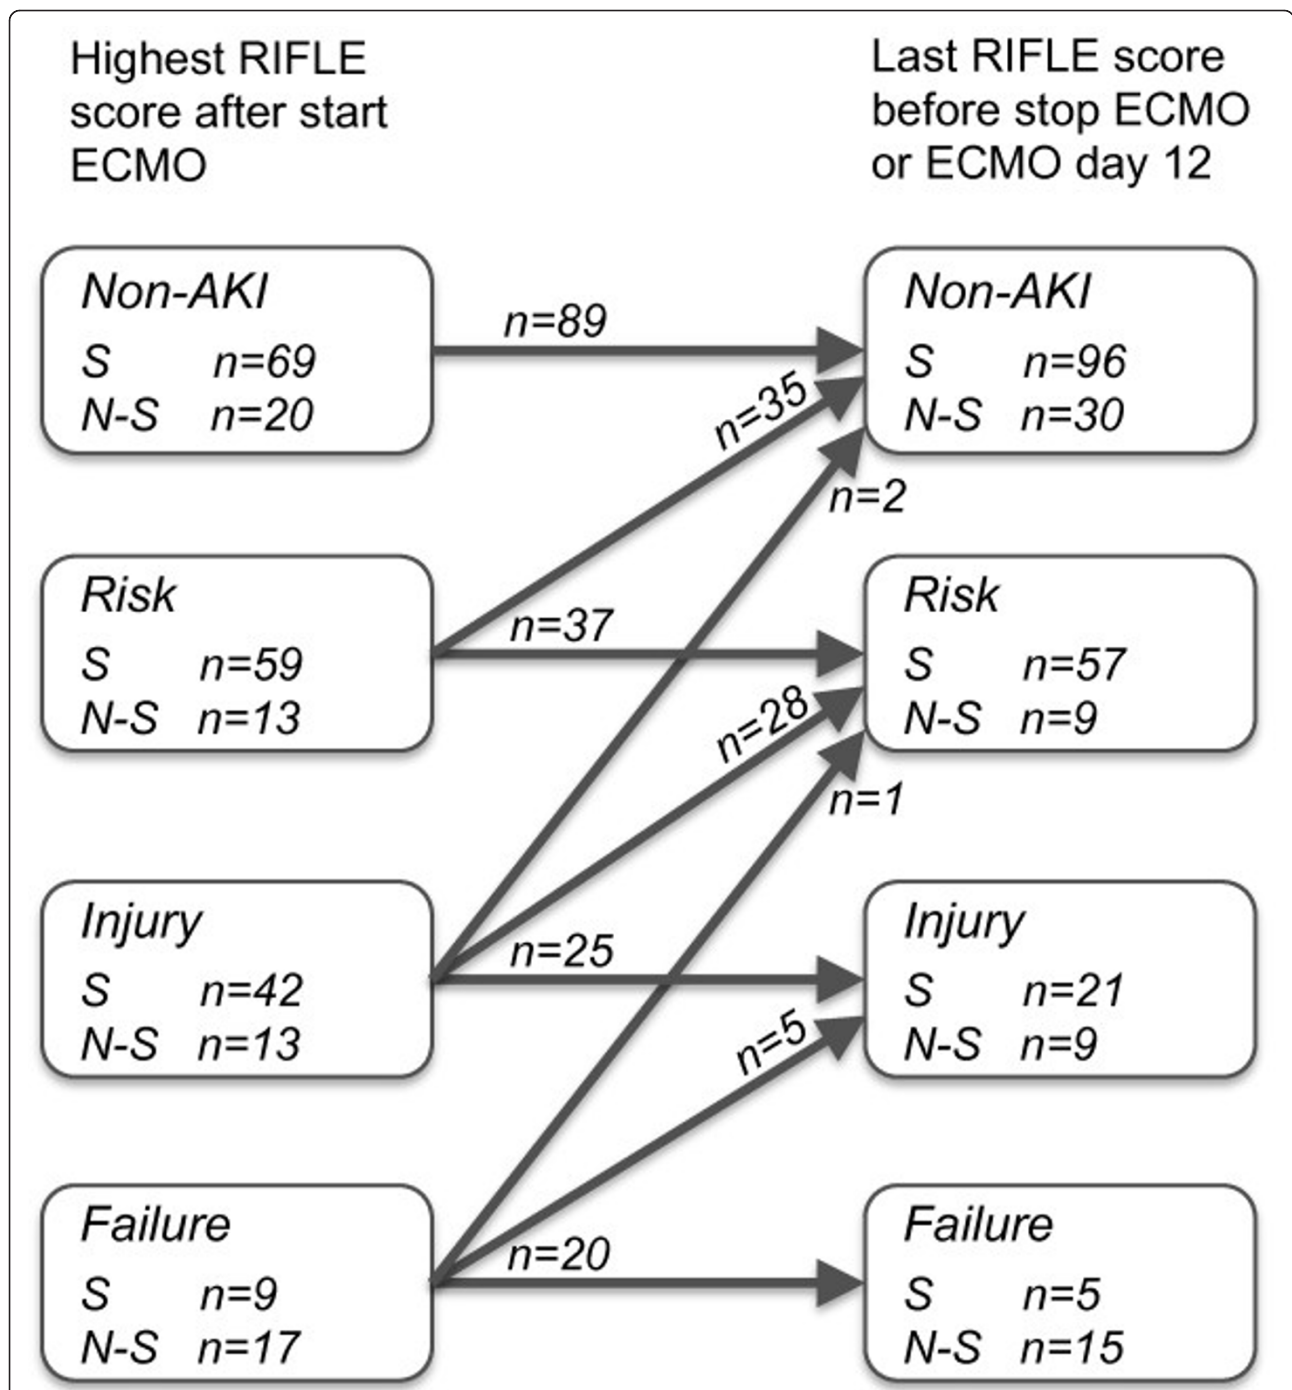 Highest RIFLE
score after start
ECMO
Last RIFLE score
before stop ECMO
or ECMO day 12
Non-AKI
S n=69
N-S n=20
n=89
n=35
n=2
Non-AKI
S n=96
N-S n=30
Risk
S n=59
N-S n=13
n=37
n=28
n=1
Risk
S n=57
N-S n=9
Injury
S n=42
N-S n=13
n=25
n=5
Injury
S n=21
N-S n=9
Failure
S n=9
N-S n=17
n=20
Failure
S n=5
N-S n=15